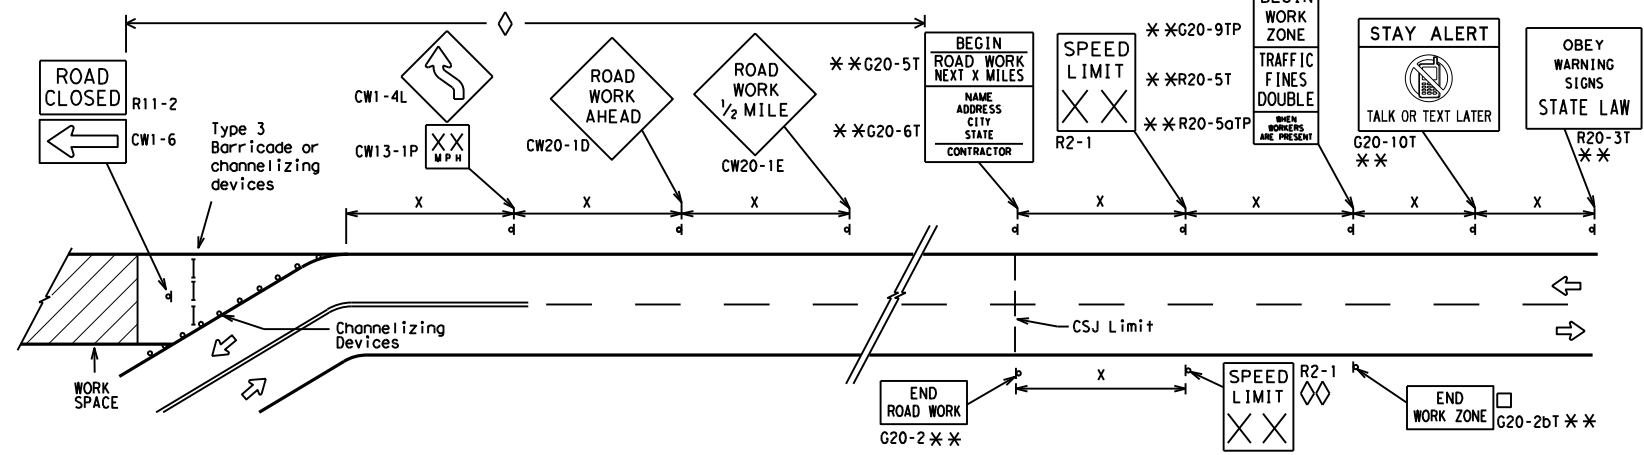 ROAD
CLOSED
R11-2
CW1-6
Type 3
Barricade or
channelizing
devices
CW1-4L
XX
MPH
CW13-1P
ROAD
WORK
AHEAD
CW20-1D
ROAD
WORK
1/2 MILE
CW20-1E
**G20-5T
BEGIN
ROAD WORK
NEXT X MILES
**G20-6T
NAME
ADDRESS
CITY
STATE
CONTRACTOR
SPEED
LIMIT
XX
R2-1
**G20-9TP
BEGIN
WORK
ZONE
**R20-5T
TRAFFIC
FINES
DOUBLE
**R20-5aTP
WHEN
WORKERS
ARE PRESENT
STAY ALERT
TALK OR TEXT LATER
G20-10T
**
OBEY
WARNING
SIGNS
STATE LAW
R20-3T
**
X
X
X
X
X
X
X
Channelizing
Devices
CSJ Limit
WORK
SPACE
END
ROAD WORK
G20-2**
X
SPEED
LIMIT
XX
R2-1
END
WORK ZONE
G20-2bT **